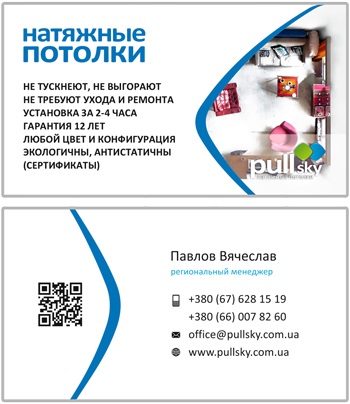 натяжные
ПОТОЛКИ
НЕ ТУСКНЕЮТ, НЕ ВЫГОРАЮТ
НЕ ТРЕБУЮТ УХОДА И РЕМОНТА
УСТАНОВКА ЗА 2-4 ЧАСА
ГАРАНТИЯ 12 ЛЕТ
ЛЮБОЙ ЦВЕТ И КОНФИГУРАЦИЯ
ЭКОЛОГИЧНЫ, АНТИСТАТИЧНЫ
(СЕРТИФИКАТЫ)
pull sky
Павлов Вячеслав
региональный менеджер
+380 (67) 628 15 19
+380 (66) 007 82 60
office@pullsky.com.ua
www.pullsky.com.ua